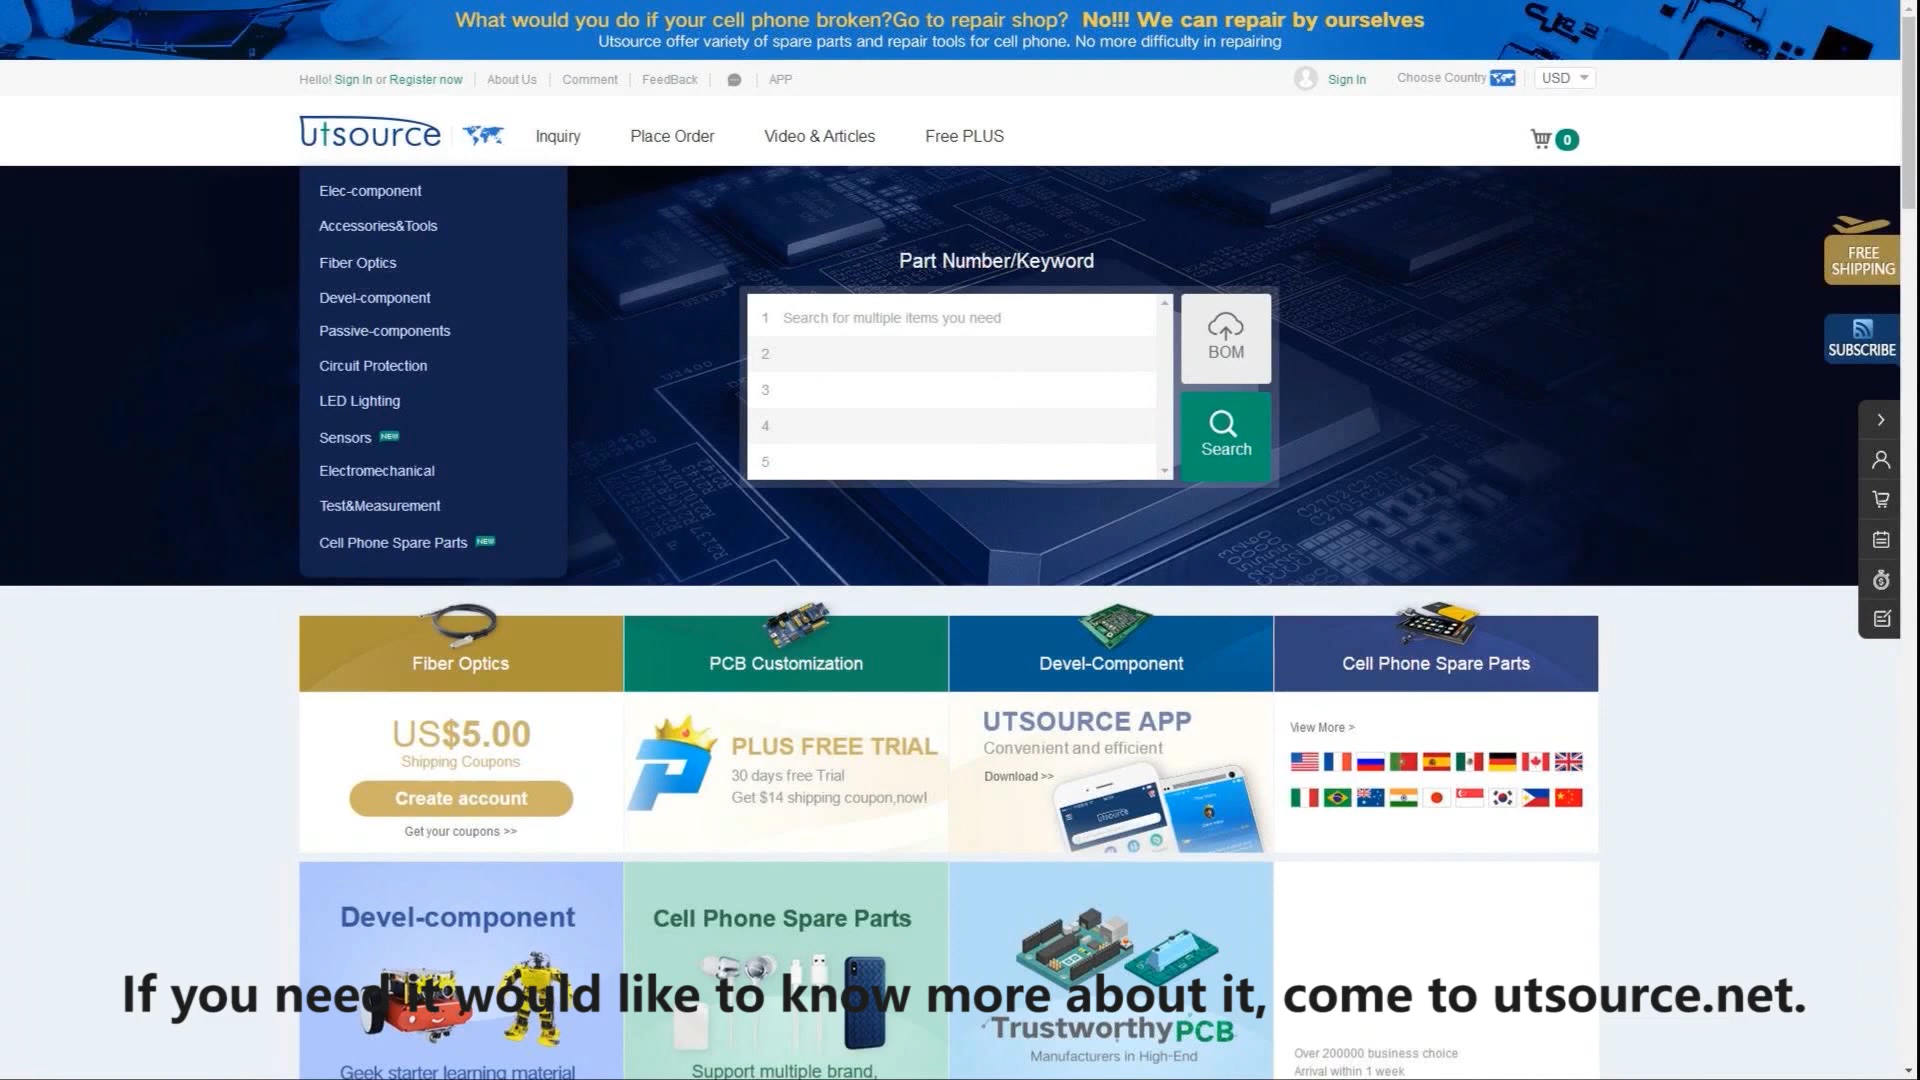 What would you do if your cell phone broken?Go to repair shop? No!!! We can repair by ourselves
Utsource offer variety of spare parts and repair tools for cell phone. No more difficulty in repairing
Hello! Sign In or Register now
About Us
Comment
FeedBack
APP
Sign In
Choose Country
USD
utsource
Inquiry
Place Order
Video & Articles
Free PLUS
0
Elec-component
Accessories&Tools
Fiber Optics
Devel-component
Passive-components
Circuit Protection
LED Lighting
Sensors NEW
Electromechanical
Test&Measurement
Cell Phone Spare Parts NEW
Part Number/Keyword
1 Search for multiple items you need
2
3
4
5
BOM
Search
FREE
SHIPPING
SUBSCRIBE
Fiber Optics
PCB Customization
Devel-Component
Cell Phone Spare Parts
US$5.00
Shipping Coupons
Create account
Get your coupons >>
PLUS FREE TRIAL
30 days free Trial
Get $14 shipping coupon,now!
UTSOURCE APP
Convenient and efficient
Download >>
utsource
View More >
Devel-component
Geek starter learning material
Cell Phone Spare Parts
Support multiple brand,
Trustworthy PCB
Manufacturers in High-End
Over 200000 business choice
Arrival within 1 week
If you need it would like to know more about it, come to utsource.net.